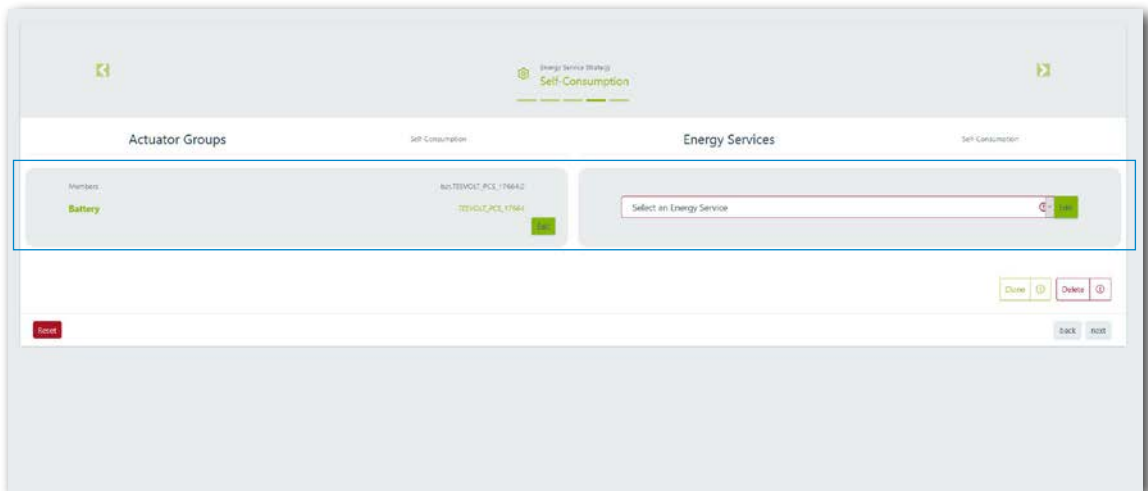 Energy Service Strategy
Self-Consumption
Actuator Groups
Self-Consumption
Energy Services
Self-Consumption
Members
Battery
Edit
Select an Energy Service
Edit
Clone
Delete
Reset
back
next